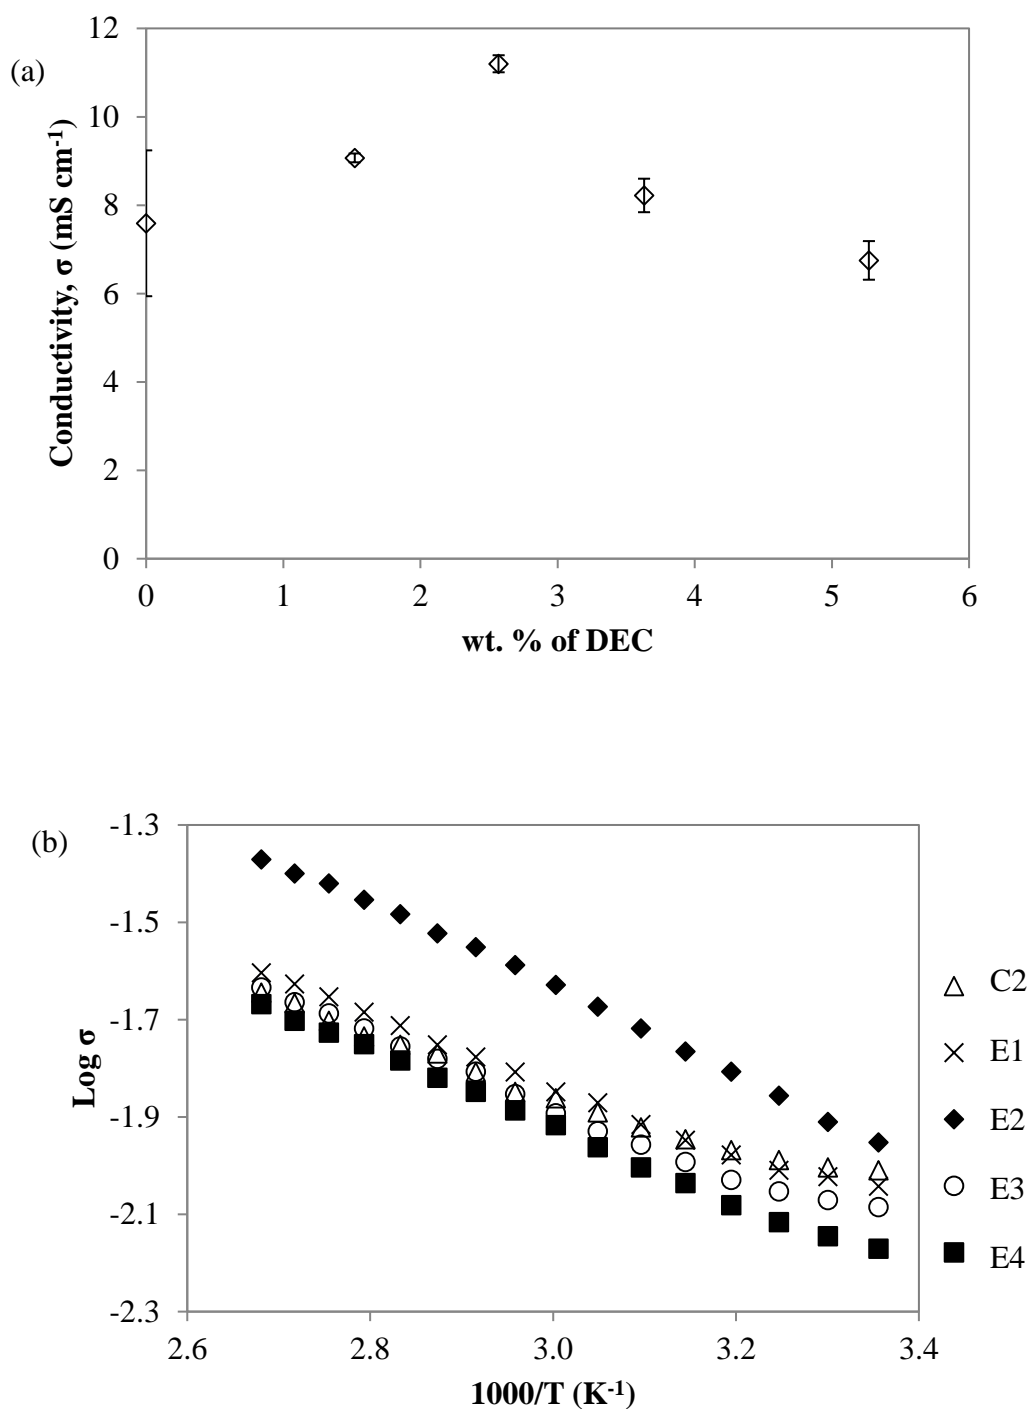 (a)
Conductivity, σ (mS cm-1)
12
10
8
6
4
2
0
0 1 2 3 4 5 6
wt. % of DEC
(b)
Log σ
-1.3
-1.5
-1.7
-1.9
-2.1
-2.3
2.6 2.8 3.0 3.2 3.4
1000/T (K-1)
C2
E1
E2
E3
E4